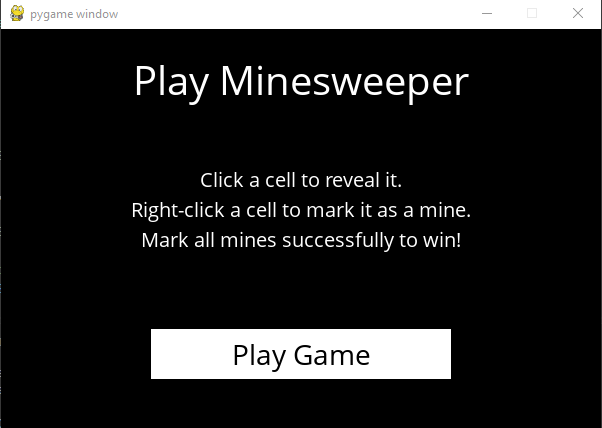 pygame window
Play Minesweeper
Click a cell to reveal it.
Right-click a cell to mark it as a mine.
Mark all mines successfully to win!
Play Game